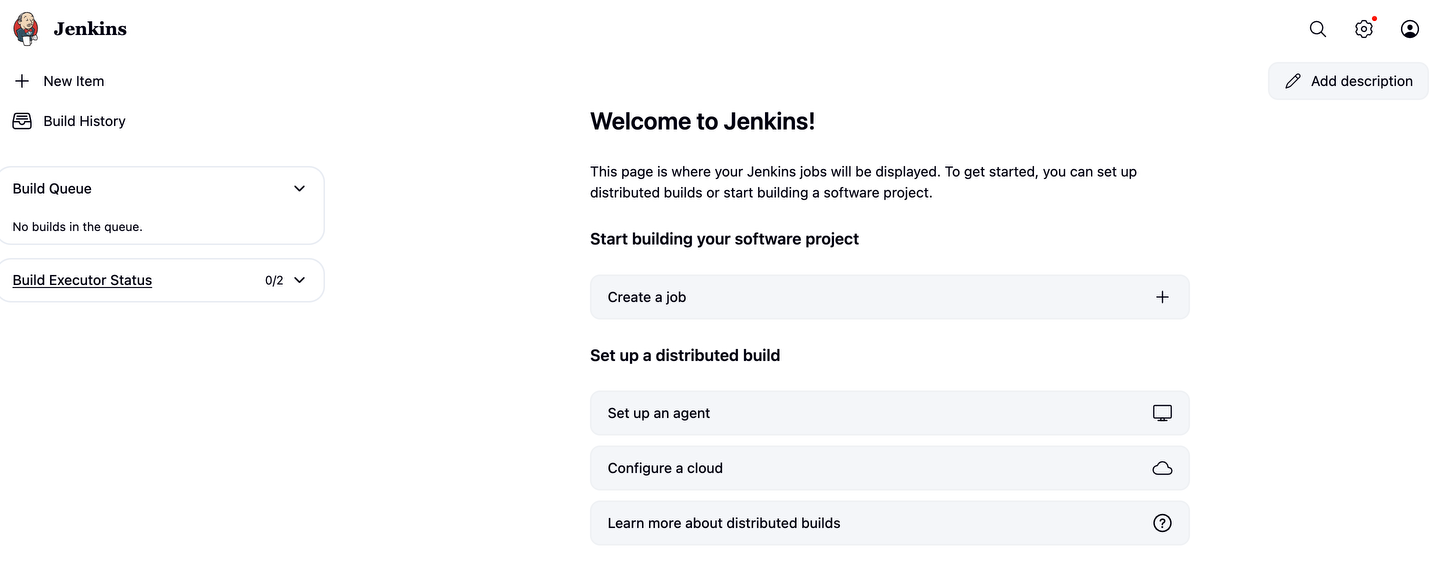 Jenkins
New Item
Build History
Build Queue
No builds in the queue.
Build Executor Status 0/2
Add description
Welcome to Jenkins!
This page is where your Jenkins jobs will be displayed. To get started, you can set up
distributed builds or start building a software project.
Start building your software project
Create a job
Set up a distributed build
Set up an agent
Configure a cloud
Learn more about distributed builds